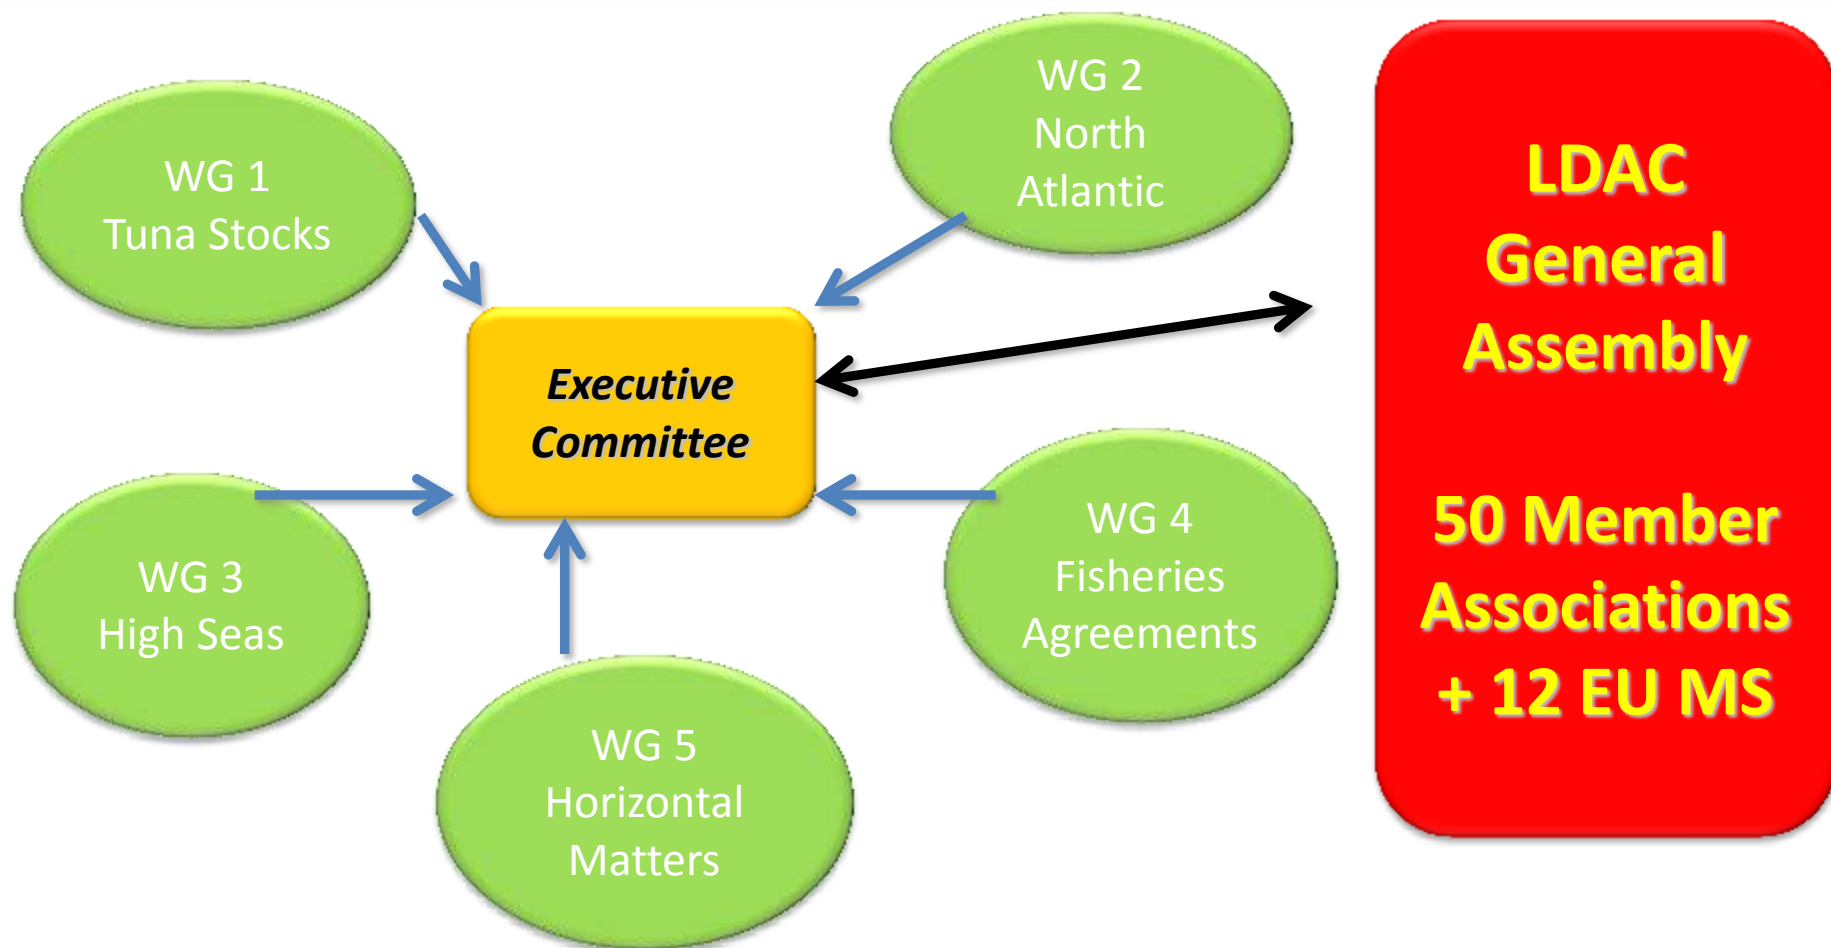 WG 1
Tuna Stocks
WG 2
North
Atlantic
Executive
Committee
WG 3
High Seas
WG 4
Fisheries
Agreements
WG 5
Horizontal
Matters
LDAC
General
Assembly
50 Member
Associations
+ 12 EU MS